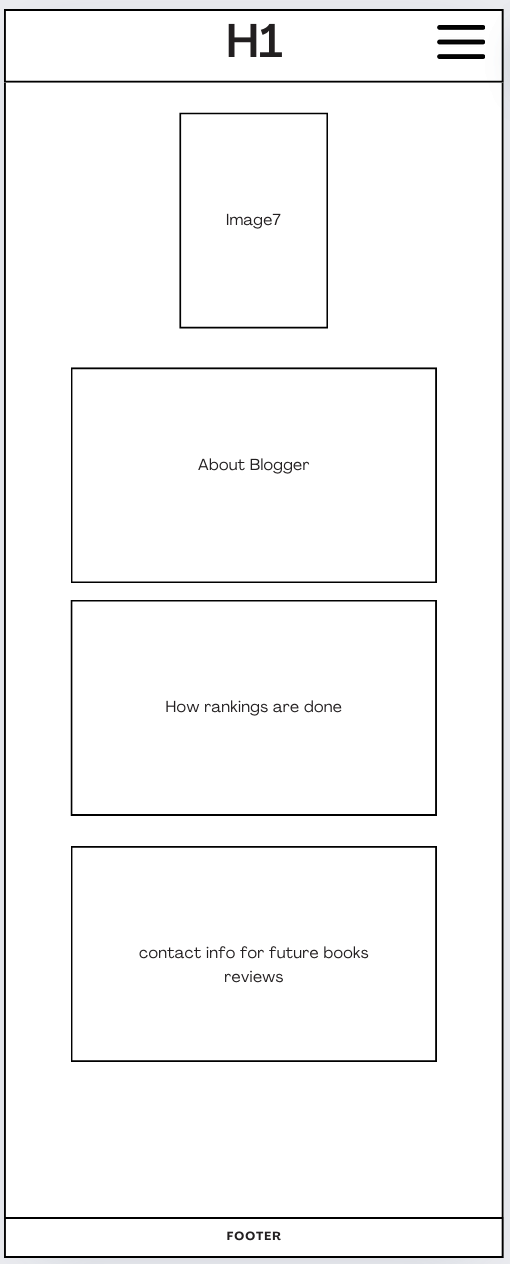 H1
Image7
About Blogger
How rankings are done
contact info for future books
reviews
FOOTER